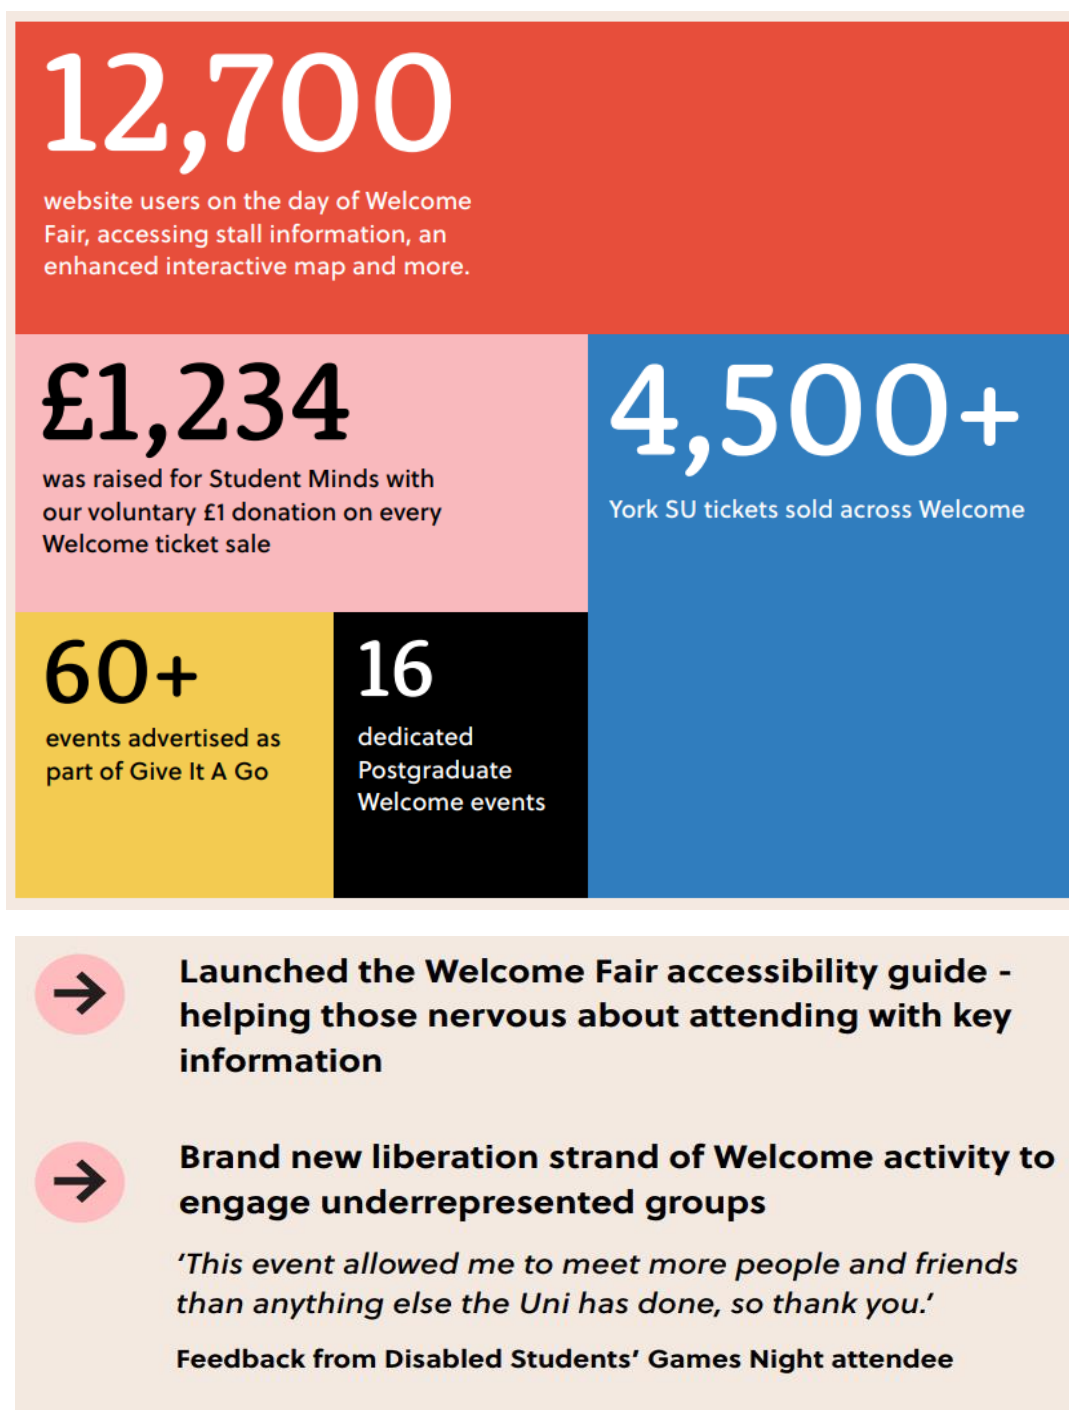 12,700
website users on the day of Welcome
Fair, accessing stall information, an
enhanced interactive map and more.
£1,234
was raised for Student Minds with
our voluntary £1 donation on every
Welcome ticket sale
4,500+
York SU tickets sold across Welcome
60+
events advertised as
part of Give It A Go
16
dedicated
Postgraduate
Welcome events
Launched the Welcome Fair accessibility guide -
helping those nervous about attending with key
information
Brand new liberation strand of Welcome activity to
engage underrepresented groups
‘This event allowed me to meet more people and friends
than anything else the Uni has done, so thank you.’
Feedback from Disabled Students’ Games Night attendee